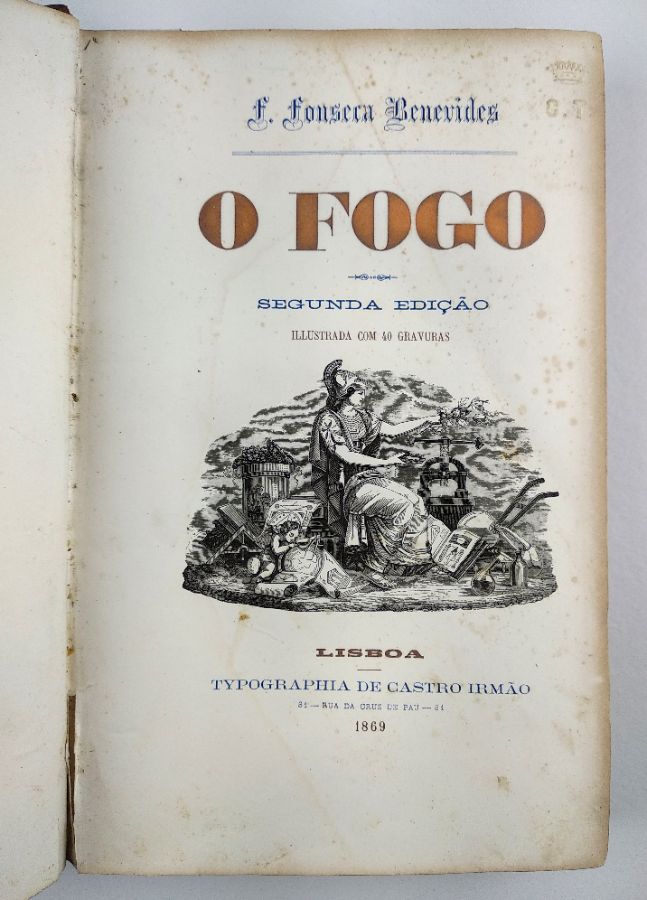 F. Fonseca Benevides
O FOGO
SEGUNDA EDIÇÃO
ILLUSTRADA COM 40 GRAVURAS
LISBOA
TYPOGRAPHIA DE CASTRO IRMÃO
31 — RUA DA CRUZ DE PAU — 31
1869